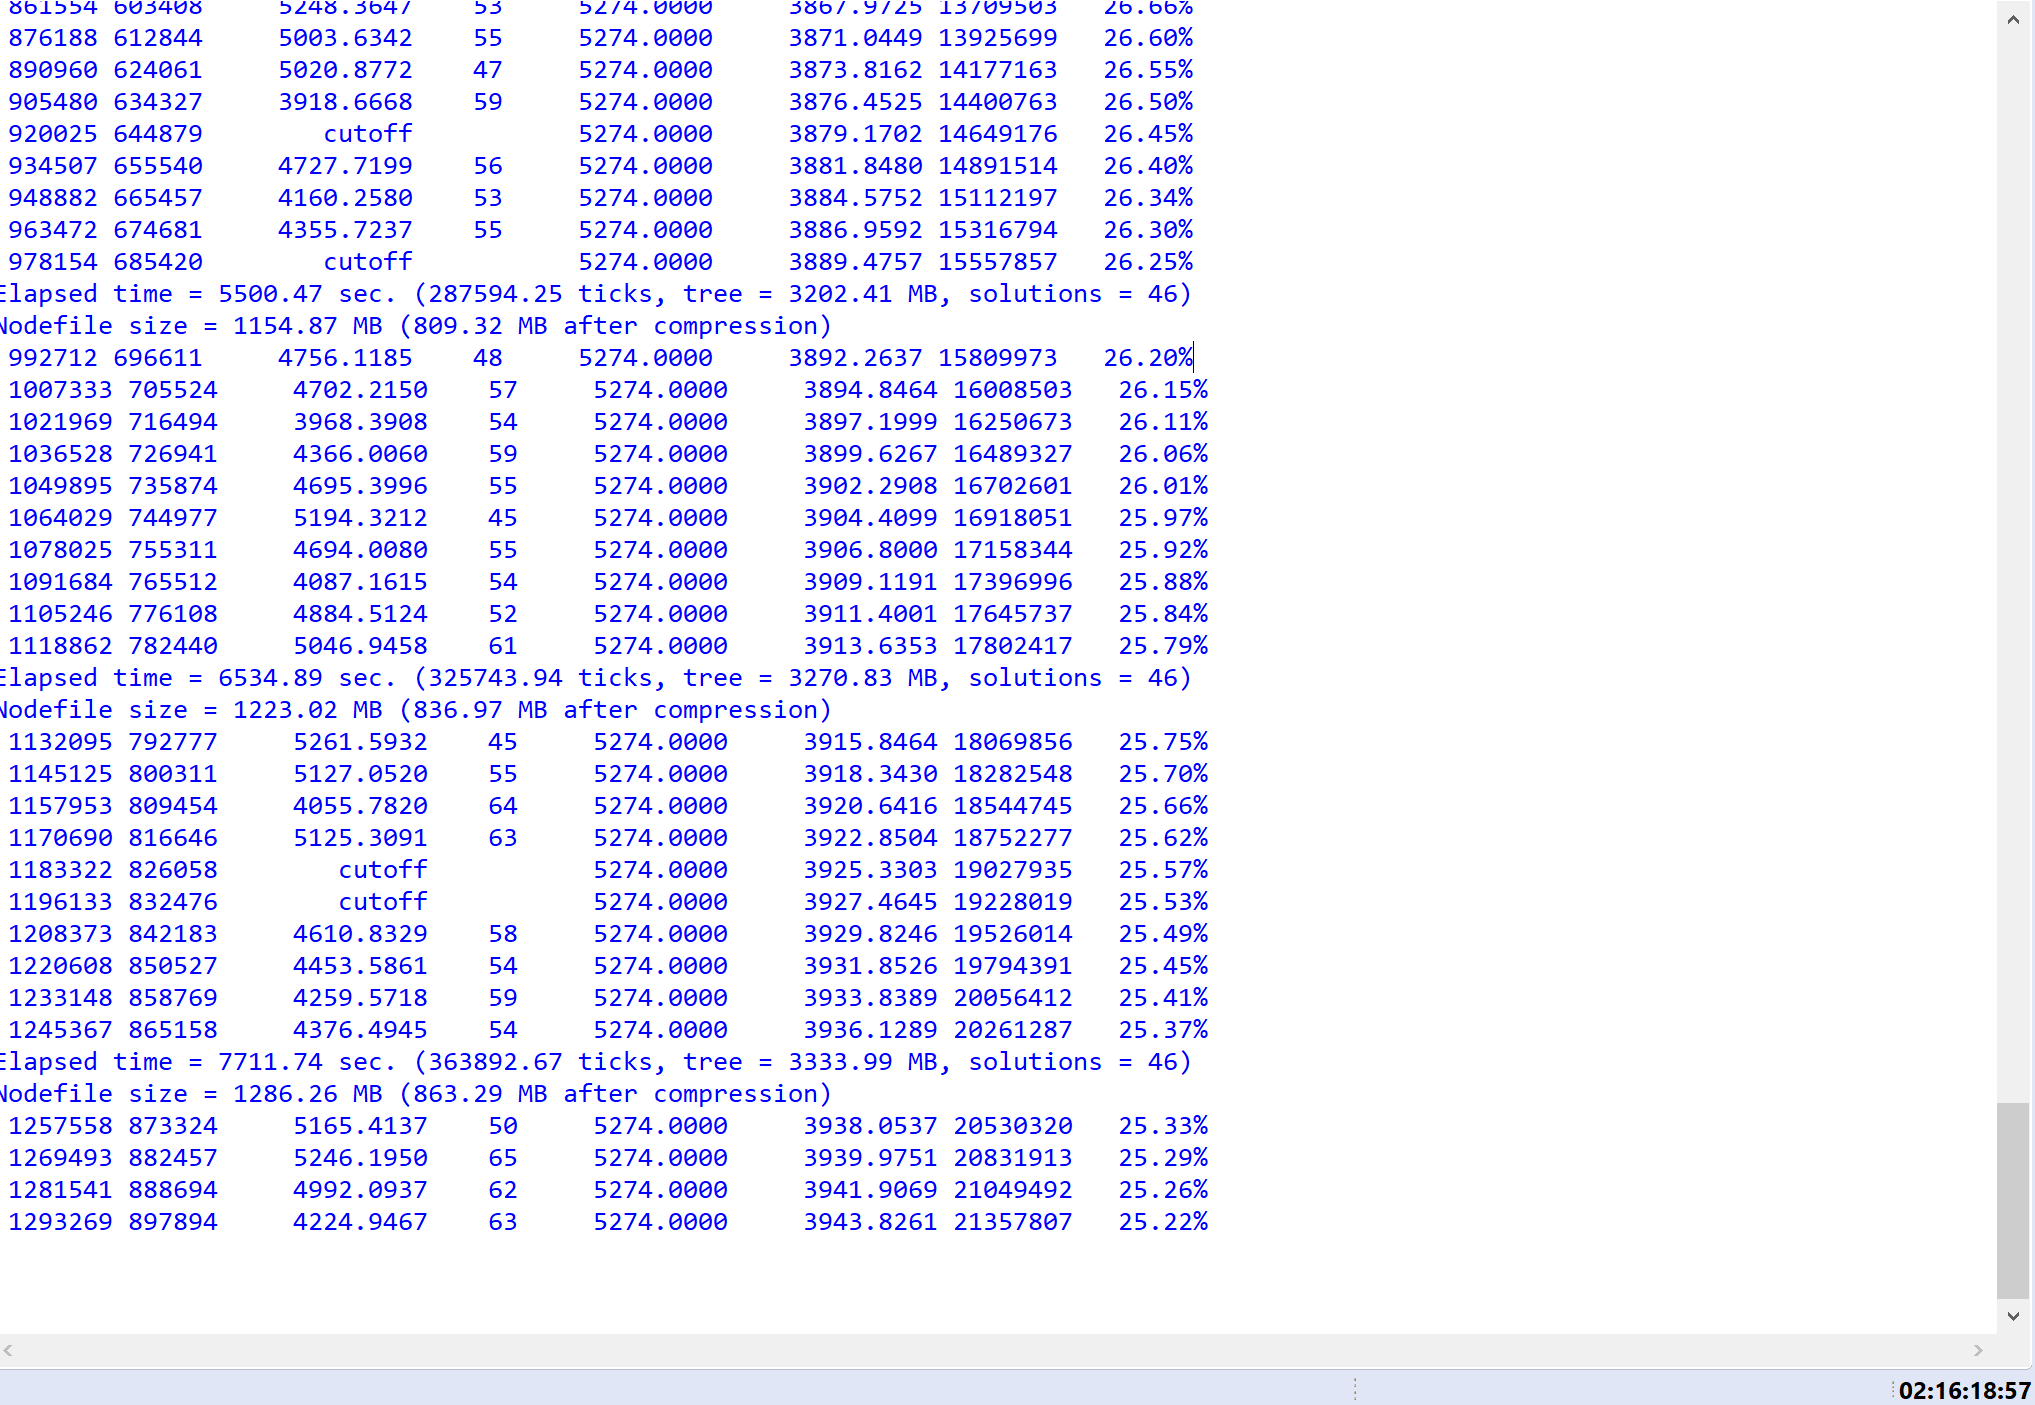 861554 603408 5248.3647 53 5274.0000 3867.9725 13709503 26.66%
876188 612844 5003.6342 55 5274.0000 3871.0449 13925699 26.60%
890960 624061 5020.8772 47 5274.0000 3873.8162 14177163 26.55%
905480 634327 3918.6668 59 5274.0000 3876.4525 14400763 26.50%
920025 644879 cutoff 5274.0000 3879.1702 14649176 26.45%
934507 655540 4727.7199 56 5274.0000 3881.8480 14891514 26.40%
948882 665457 4160.2580 53 5274.0000 3884.5752 15112197 26.34%
963472 674681 4355.7237 55 5274.0000 3886.9592 15316794 26.30%
978154 685420 cutoff 5274.0000 3889.4757 15557857 26.25%
Elapsed time = 5500.47 sec. (287594.25 ticks, tree = 3202.41 MB, solutions = 46)
Nodefile size = 1154.87 MB (809.32 MB after compression)
992712 696611 4756.1185 48 5274.0000 3892.2637 15809973 26.20%
1007333 705524 4702.2150 57 5274.0000 3894.8464 16008503 26.15%
1021969 716494 3968.3908 54 5274.0000 3897.1999 16250673 26.11%
1036528 726941 4366.0060 59 5274.0000 3899.6267 16489327 26.06%
1049895 735874 4695.3996 55 5274.0000 3902.2908 16702601 26.01%
1064029 744977 5194.3212 45 5274.0000 3904.4099 16918051 25.97%
1078025 755311 4694.0080 55 5274.0000 3906.8000 17158344 25.92%
1091684 765512 4087.1615 54 5274.0000 3909.1191 17396996 25.88%
1105246 776108 4884.5124 52 5274.0000 3911.4001 17645737 25.84%
1118862 782440 5046.9458 61 5274.0000 3913.6353 17802417 25.79%
Elapsed time = 6534.89 sec. (325743.94 ticks, tree = 3270.83 MB, solutions = 46)
Nodefile size = 1223.02 MB (836.97 MB after compression)
1132095 792777 5261.5932 45 5274.0000 3915.8464 18069856 25.75%
1145125 800311 5127.0520 55 5274.0000 3918.3430 18282548 25.70%
1157953 809454 4055.7820 64 5274.0000 3920.6416 18544745 25.66%
1170690 816646 5125.3091 63 5274.0000 3922.8504 18752277 25.62%
1183322 826058 cutoff 5274.0000 3925.3303 19027935 25.57%
1196133 832476 cutoff 5274.0000 3927.4645 19228019 25.53%
1208373 842183 4610.8329 58 5274.0000 3929.8246 19526014 25.49%
1220608 850527 4453.5861 54 5274.0000 3931.8526 19794391 25.45%
1233148 858769 4259.5718 59 5274.0000 3933.8389 20056412 25.41%
1245367 865158 4376.4945 54 5274.0000 3936.1289 20261287 25.37%
Elapsed time = 7711.74 sec. (363892.67 ticks, tree = 3333.99 MB, solutions = 46)
Nodefile size = 1286.26 MB (863.29 MB after compression)
1257558 873324 5165.4137 50 5274.0000 3938.0537 20530320 25.33%
1269493 882457 5246.1950 65 5274.0000 3939.9751 20831913 25.29%
1281541 888694 4992.0937 62 5274.0000 3941.9069 21049492 25.26%
1293269 897894 4224.9467 63 5274.0000 3943.8261 21357807 25.22%
02:16:18:57